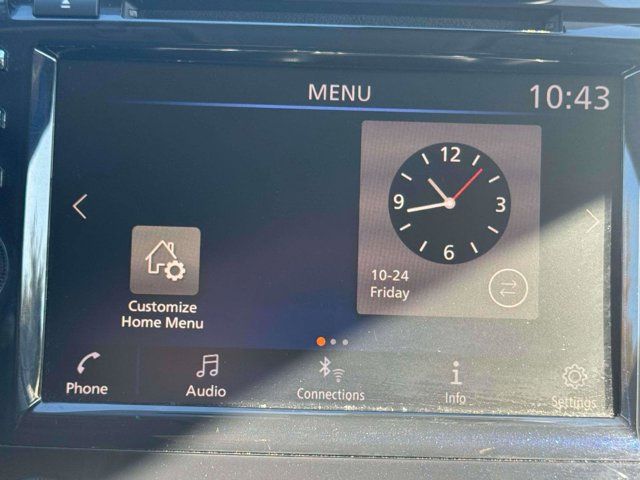 MENU
10:43
12
9
3
6
10-24
Friday
Customize
Home Menu
Phone
Audio
Connections
Info
Settings